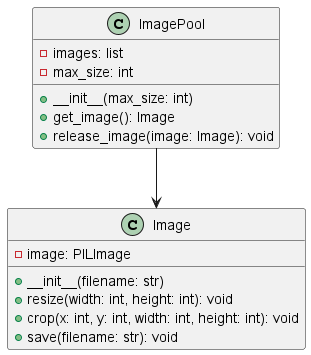 C ImagePool
images: list
max_size: int
__init__(max_size: int)
get_image(): Image
release_image(image: Image): void
C Image
image: PILImage
__init__(filename: str)
resize(width: int, height: int): void
crop(x: int, y: int, width: int, height: int): void
save(filename: str): void